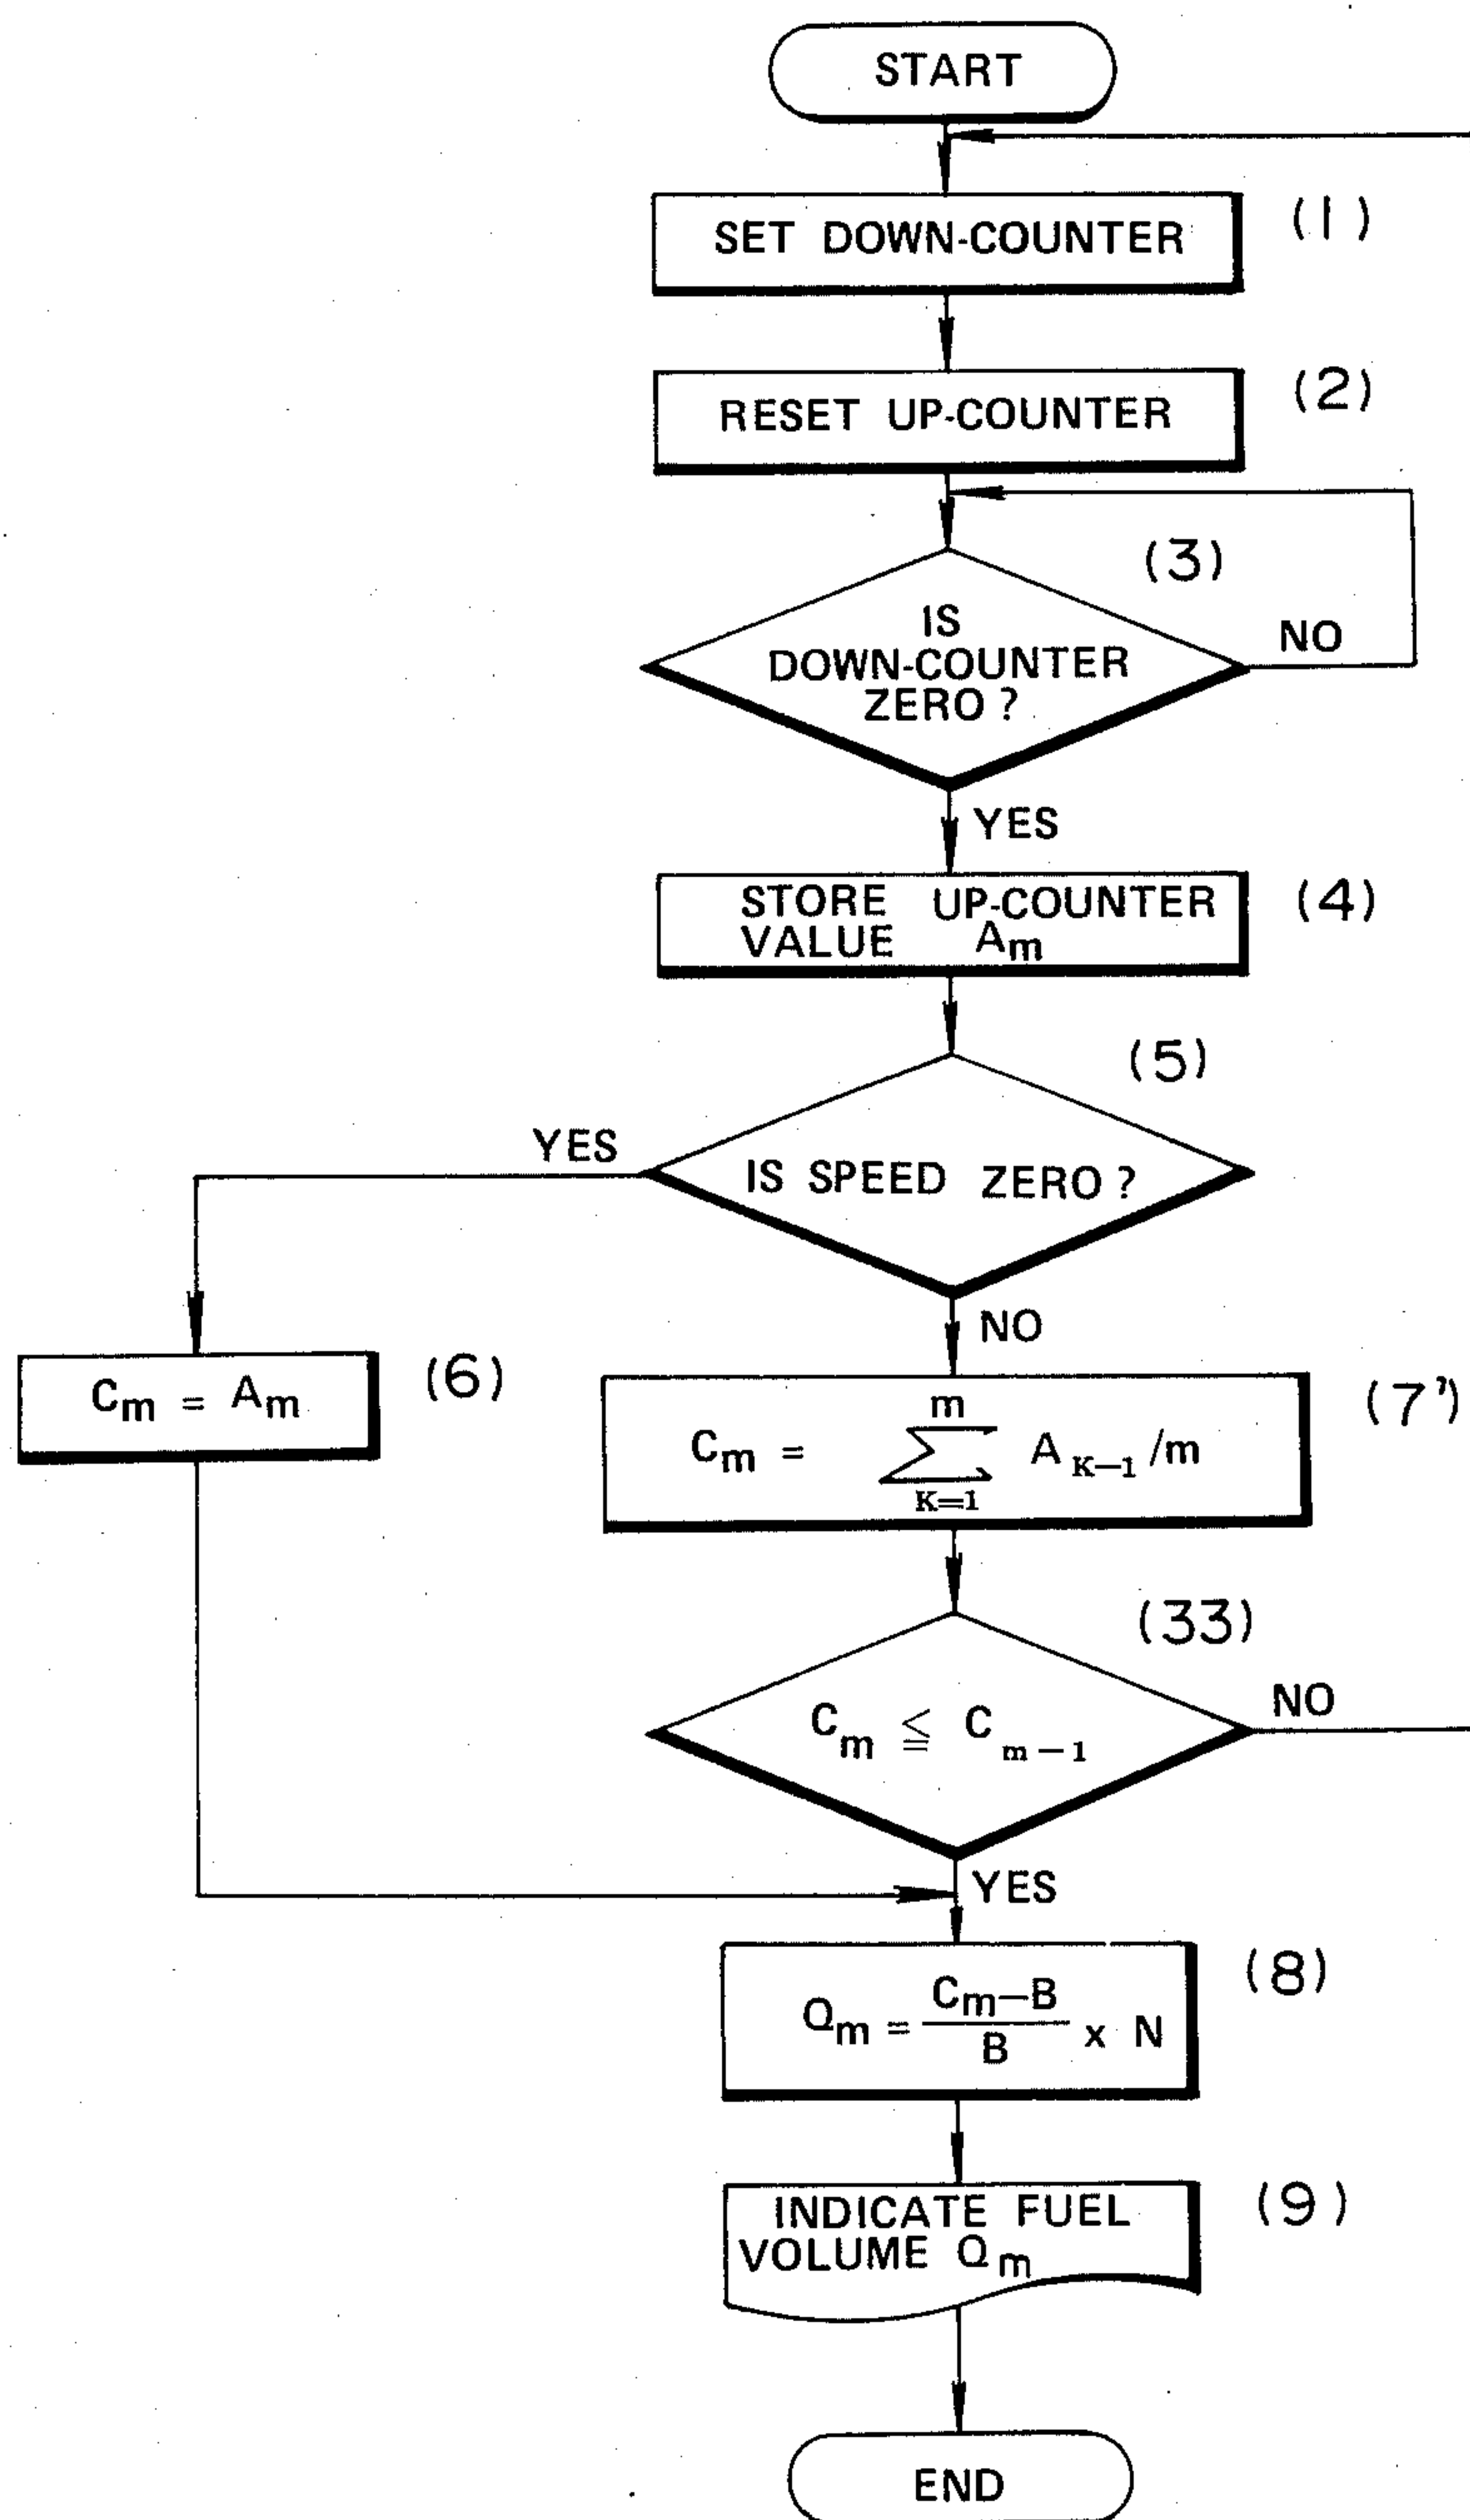 START
SET DOWN-COUNTER
(1)
RESET UP-COUNTER
(2)
(3)
IS
DOWN-COUNTER
ZERO?
NO
YES
STORE UP-COUNTER
VALUE Am
(4)
(5)
YES
IS SPEED ZERO?
NO
Cm = Am
(6)
m
Cm = ∑ A K–1 /m
K=1
(7')
(33)
NO
C m ≦ C m – 1
YES
(8)
Cm–B
Qm = x N
B
INDICATE FUEL
VOLUME Qm
(9)
END